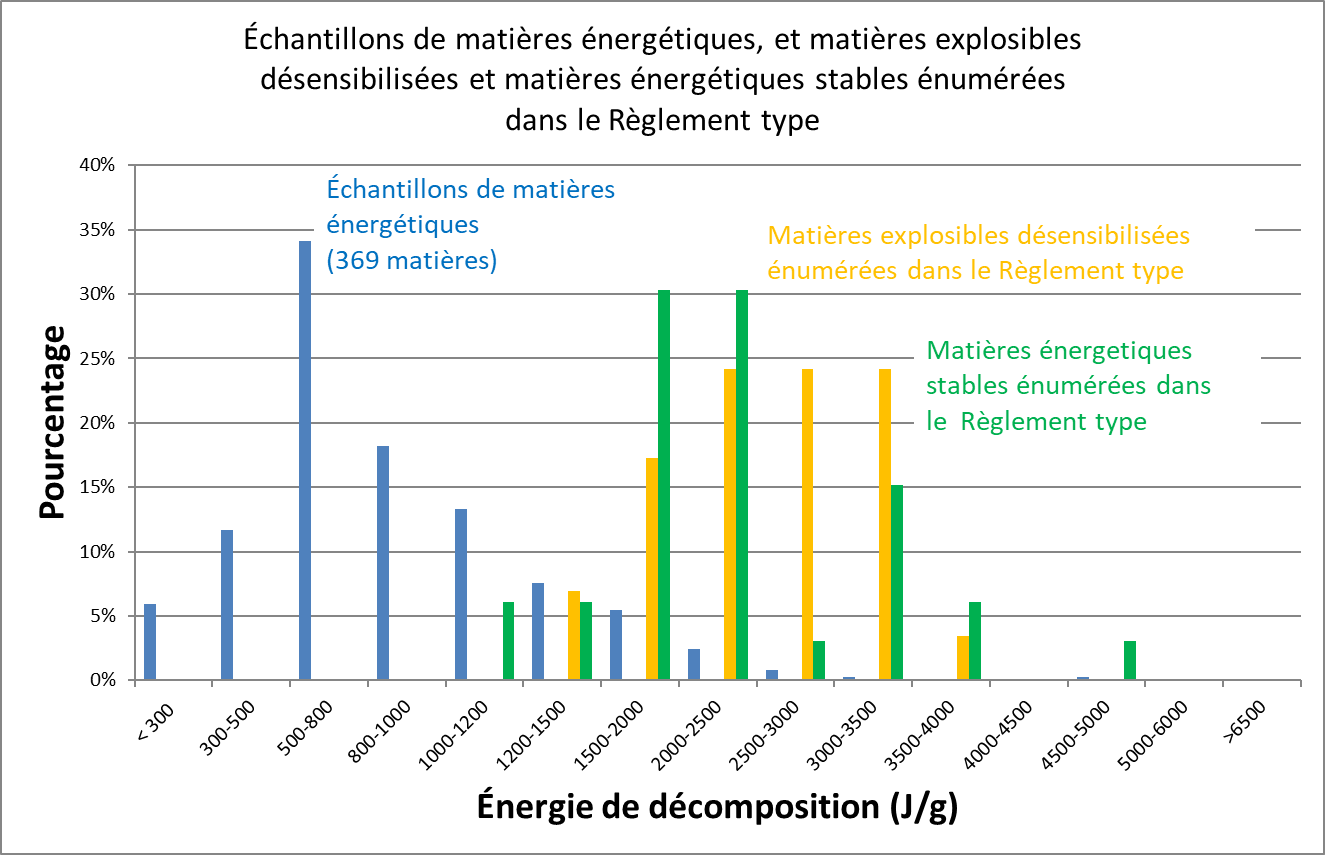 Échantillons de matières énergétiques, et matières explosibles
désensibilisées et matières énergétiques stables énumérées
dans le Règlement type
40%
35%
30%
25%
20%
15%
10%
5%
0%
Pourcentage
Échantillons de matières
énergétiques
(369 matières)
Matières explosibles désensibilisées
énumérées dans le Règlement type
Matières énergetiques
stables énumérées dans
le Règlement type
< 300
300-500
500-800
800-1000
1000-1200
1200-1500
1500-2000
2000-2500
2500-3000
3000-3500
3500-4000
4000-4500
4500-5000
5000-6000
>6500
Énergie de décomposition (J/g)